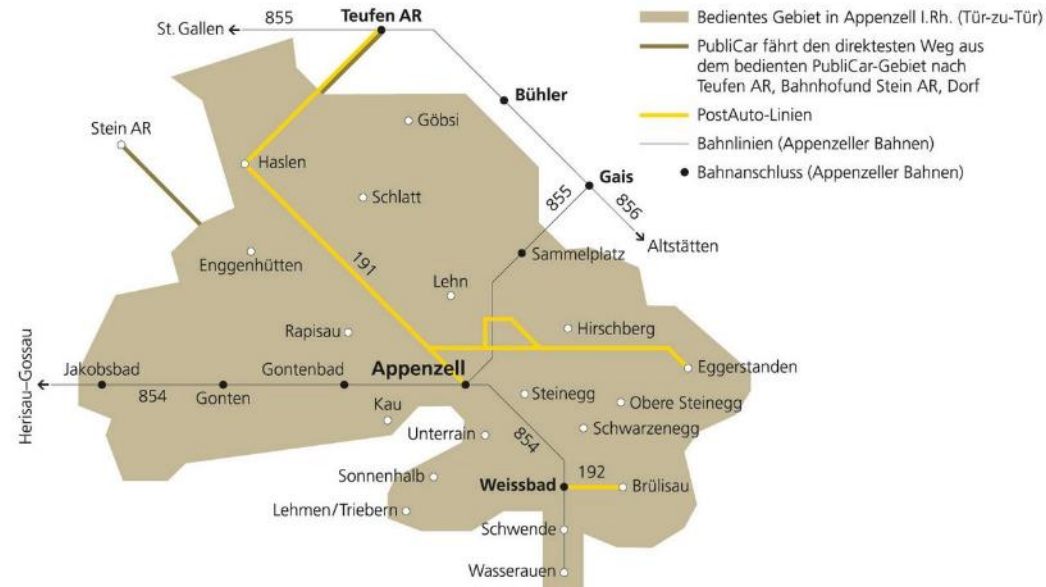 855
Teufen AR
St. Gallen
Bühler
Göbsi
Stein AR
Haslen
Gais
855
856
Schlatt
Altstätten
Sammelplatz
Enggenhütten
191
Lehn
Rapisau
Hirschberg
Herisau–Gossau
Jakobsbad
Gontenbad
Appenzell
Eggerstanden
854
Gonten
Kau
Steinegg
Obere Steinegg
Unterrain
854
Schwarzenegg
Sonnenhalb
Weissbad
192
Brülisau
Lehmen/Triebern
Schwende
Wasserauen
Bedientes Gebiet in Appenzell I.Rh. (Tür-zu-Tür)
PubliCar fährt den direktesten Weg aus
dem bedienten PubliCar-Gebiet nach
Teufen AR, Bahnhofund Stein AR, Dorf
PostAuto-Linien
Bahnlinien (Appenzeller Bahnen)
Bahnanschluss (Appenzeller Bahnen)